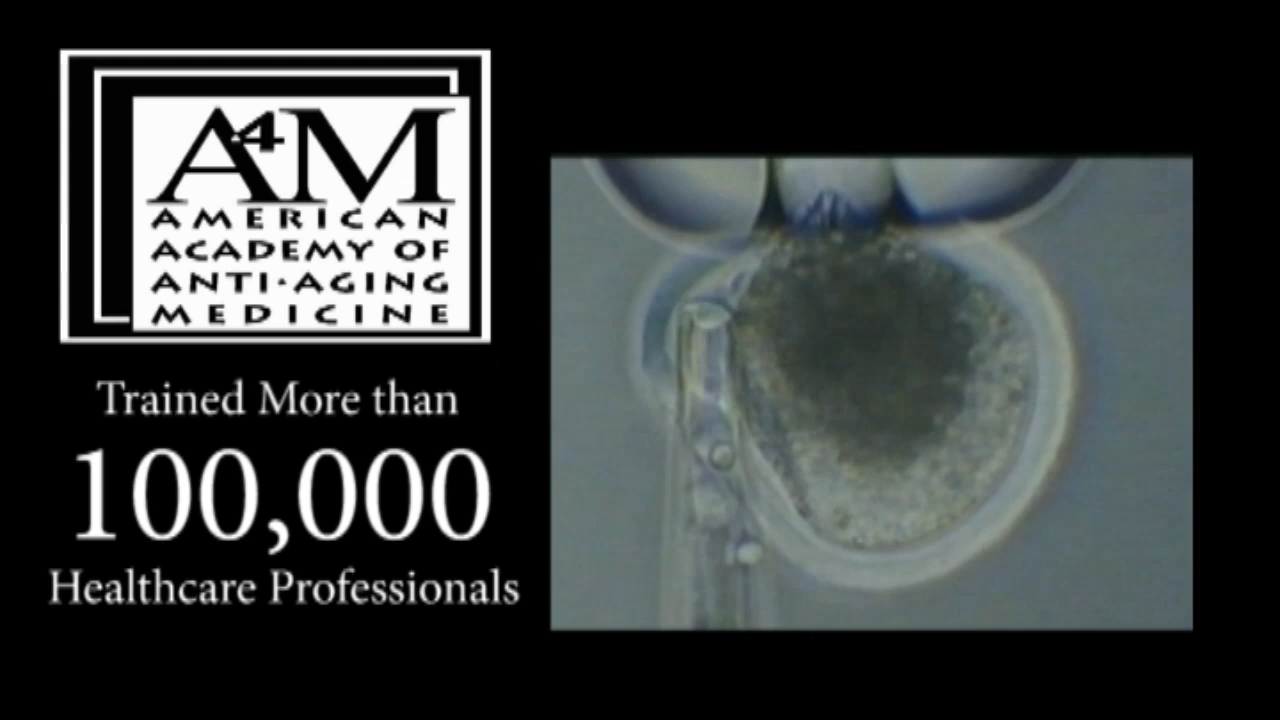 A4M
AMERICAN
ACADEMY OF
ANTI-AGING
MEDICINE
Trained More than
100,000
Healthcare Professionals